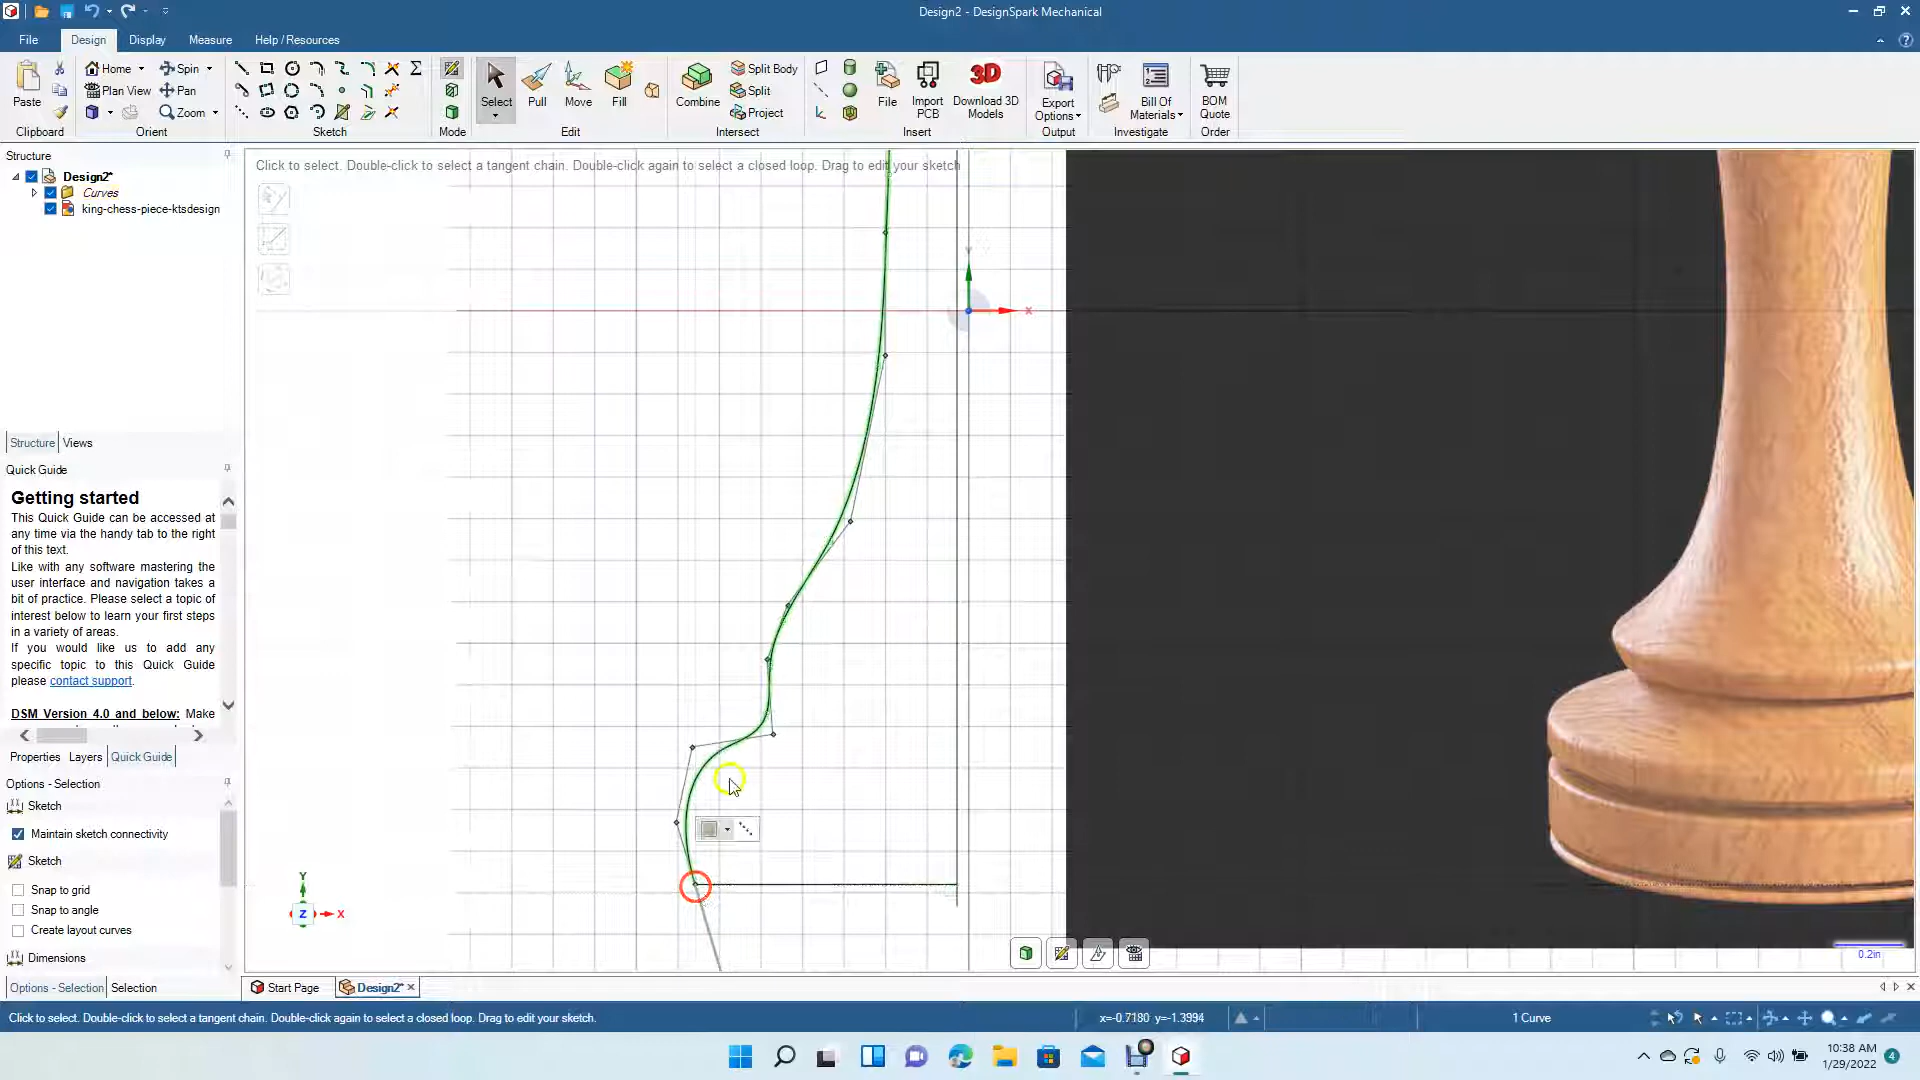 Design2 - DesignSpark Mechanical
File Design Display Measure Help / Resources
Paste Home Spin Plan View Pan Zoom Select Pull Move Fill Combine Split Body Split Project File Import PCB Download 3D Models Export Options Bill Of Materials BOM Quote
Clipboard Orient Sketch Mode Edit Intersect Insert Output Investigate Order
Structure
Design2*
Curves
king-chess-piece-ktsdesign
Structure Views
Quick Guide
Getting started
This Quick Guide can be accessed at
any time via the handy tab to the right
of this text.
Like with any software mastering the
user interface and navigation takes a
bit of practice. Please select a topic of
interest below to learn your first steps
in a variety of areas.
If you would like us to add any
specific topic to this Quick Guide
please contact support.
DSM Version 4.0 and below: Make
Properties Layers Quick Guide
Options - Selection
Sketch
Maintain sketch connectivity
Sketch
Snap to grid
Snap to angle
Create layout curves
Dimensions
Options - Selection Selection
Click to select. Double-click to select a tangent chain. Double-click again to select a closed loop. Drag to edit your sketch
Y
X
Y
Z X
0.2in
Start Page Design2*
Click to select. Double-click to select a tangent chain. Double-click again to select a closed loop. Drag to edit your sketch.
x=-0.7180 y=-1.3994
1 Curve
10:38 AM
1/29/2022
4